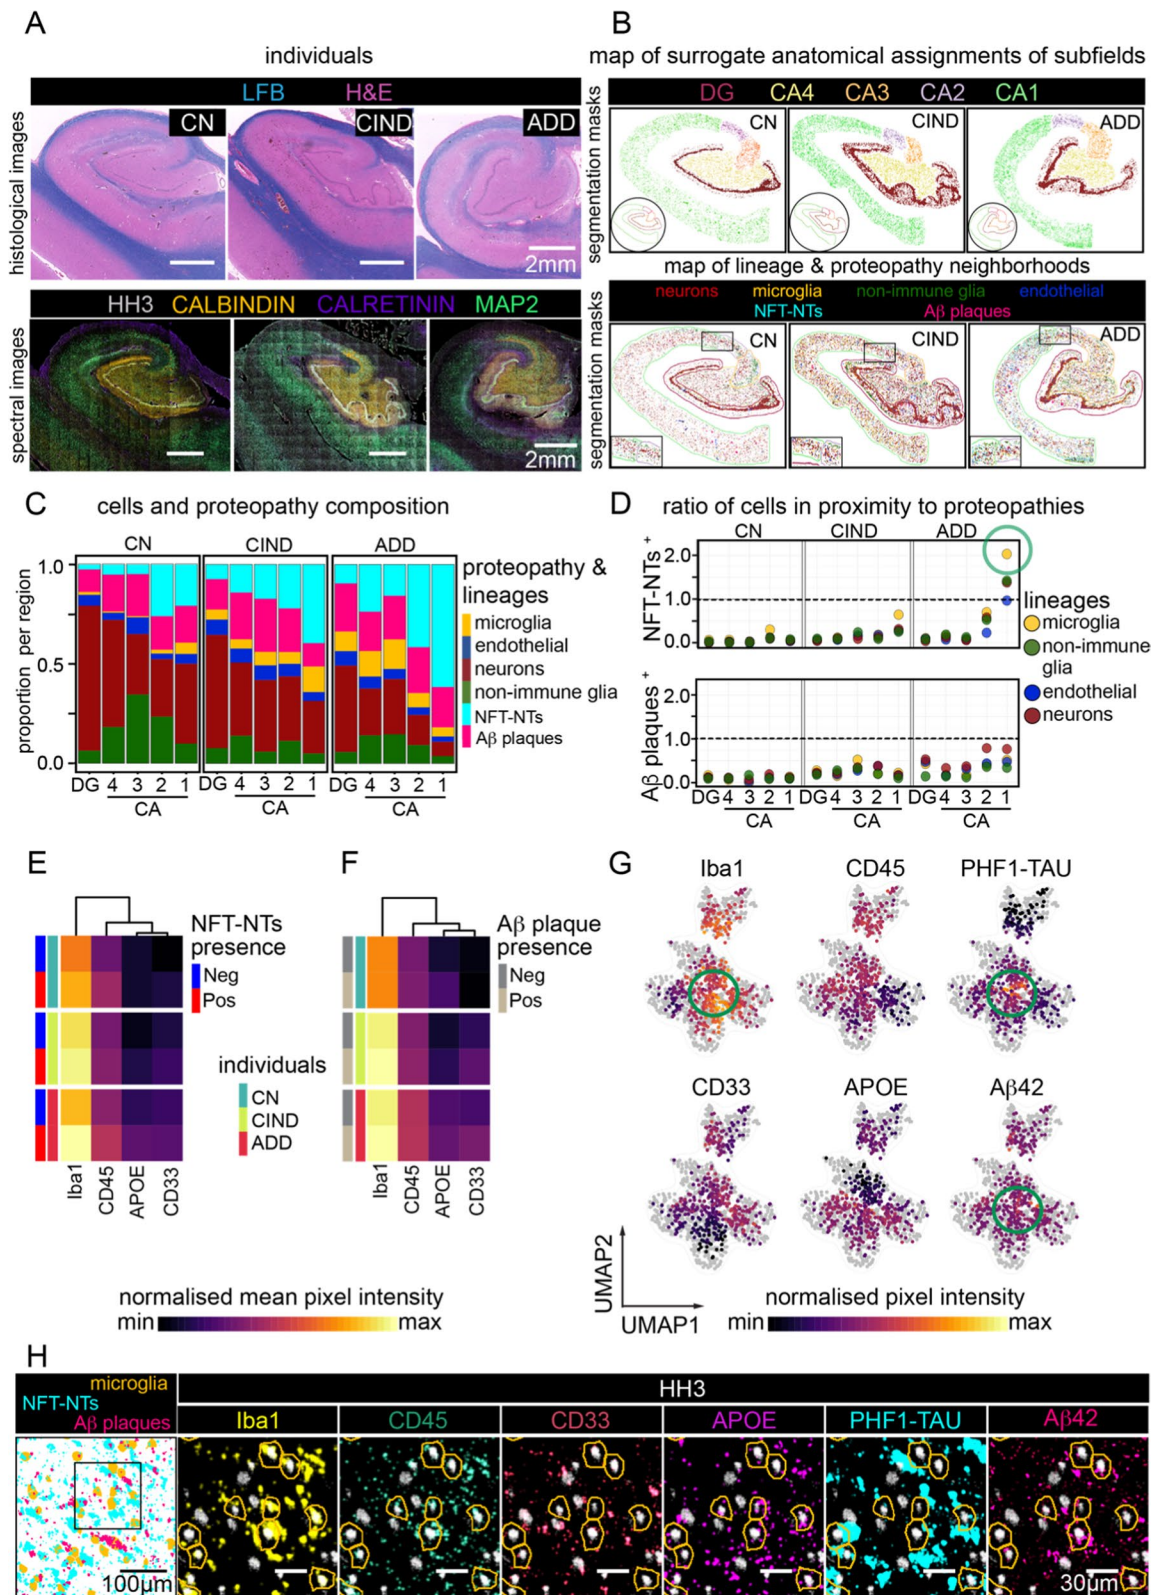 A
individuals
LFB H&E
CN CIND ADD
2mm
histological images
HH3 CALBINDIN CALRETININ MAP2
2mm
spectral images
B
map of surrogate anatomical assignments of subfields
DG CA4 CA3 CA2 CA1
CN CIND ADD
segmentation masks
map of lineage & proteopathy neighborhoods
neurons microglia non-immune glia endothelial
NFT-NTs Aβ plaques
CN CIND ADD
segmentation masks
C
cells and proteopathy composition
CN CIND ADD
proportion per region
1.0
0.5
0.0
DG 4 3 2 1 DG 4 3 2 1 DG 4 3 2 1
CA CA CA
proteopathy &
lineages
microglia
endothelial
neurons
non-immune glia
NFT-NTs
Aβ plaques
D
ratio of cells in proximity to proteopathies
CN CIND ADD
NFT-NTs +
2.0
1.0
0.0
Aβ plaques +
2.0
1.0
0.0
DG 4 3 2 1 DG 4 3 2 1 DG 4 3 2 1
CA CA CA
lineages
microglia
non-immune
glia
endothelial
neurons
E
NFT-NTs
presence
Neg
Pos
individuals
CN
CIND
ADD
Iba1 CD45 APOE CD33
F
Aβ plaque
presence
Neg
Pos
Iba1 CD45 APOE CD33
normalised mean pixel intensity
min max
G
Iba1 CD45 PHF1-TAU
CD33 APOE Aβ42
UMAP2
UMAP1
normalised pixel intensity
min max
H
microglia
NFT-NTs
Aβ plaques
HH3
Iba1 CD45 CD33 APOE PHF1-TAU Aβ42
100µm
30µm